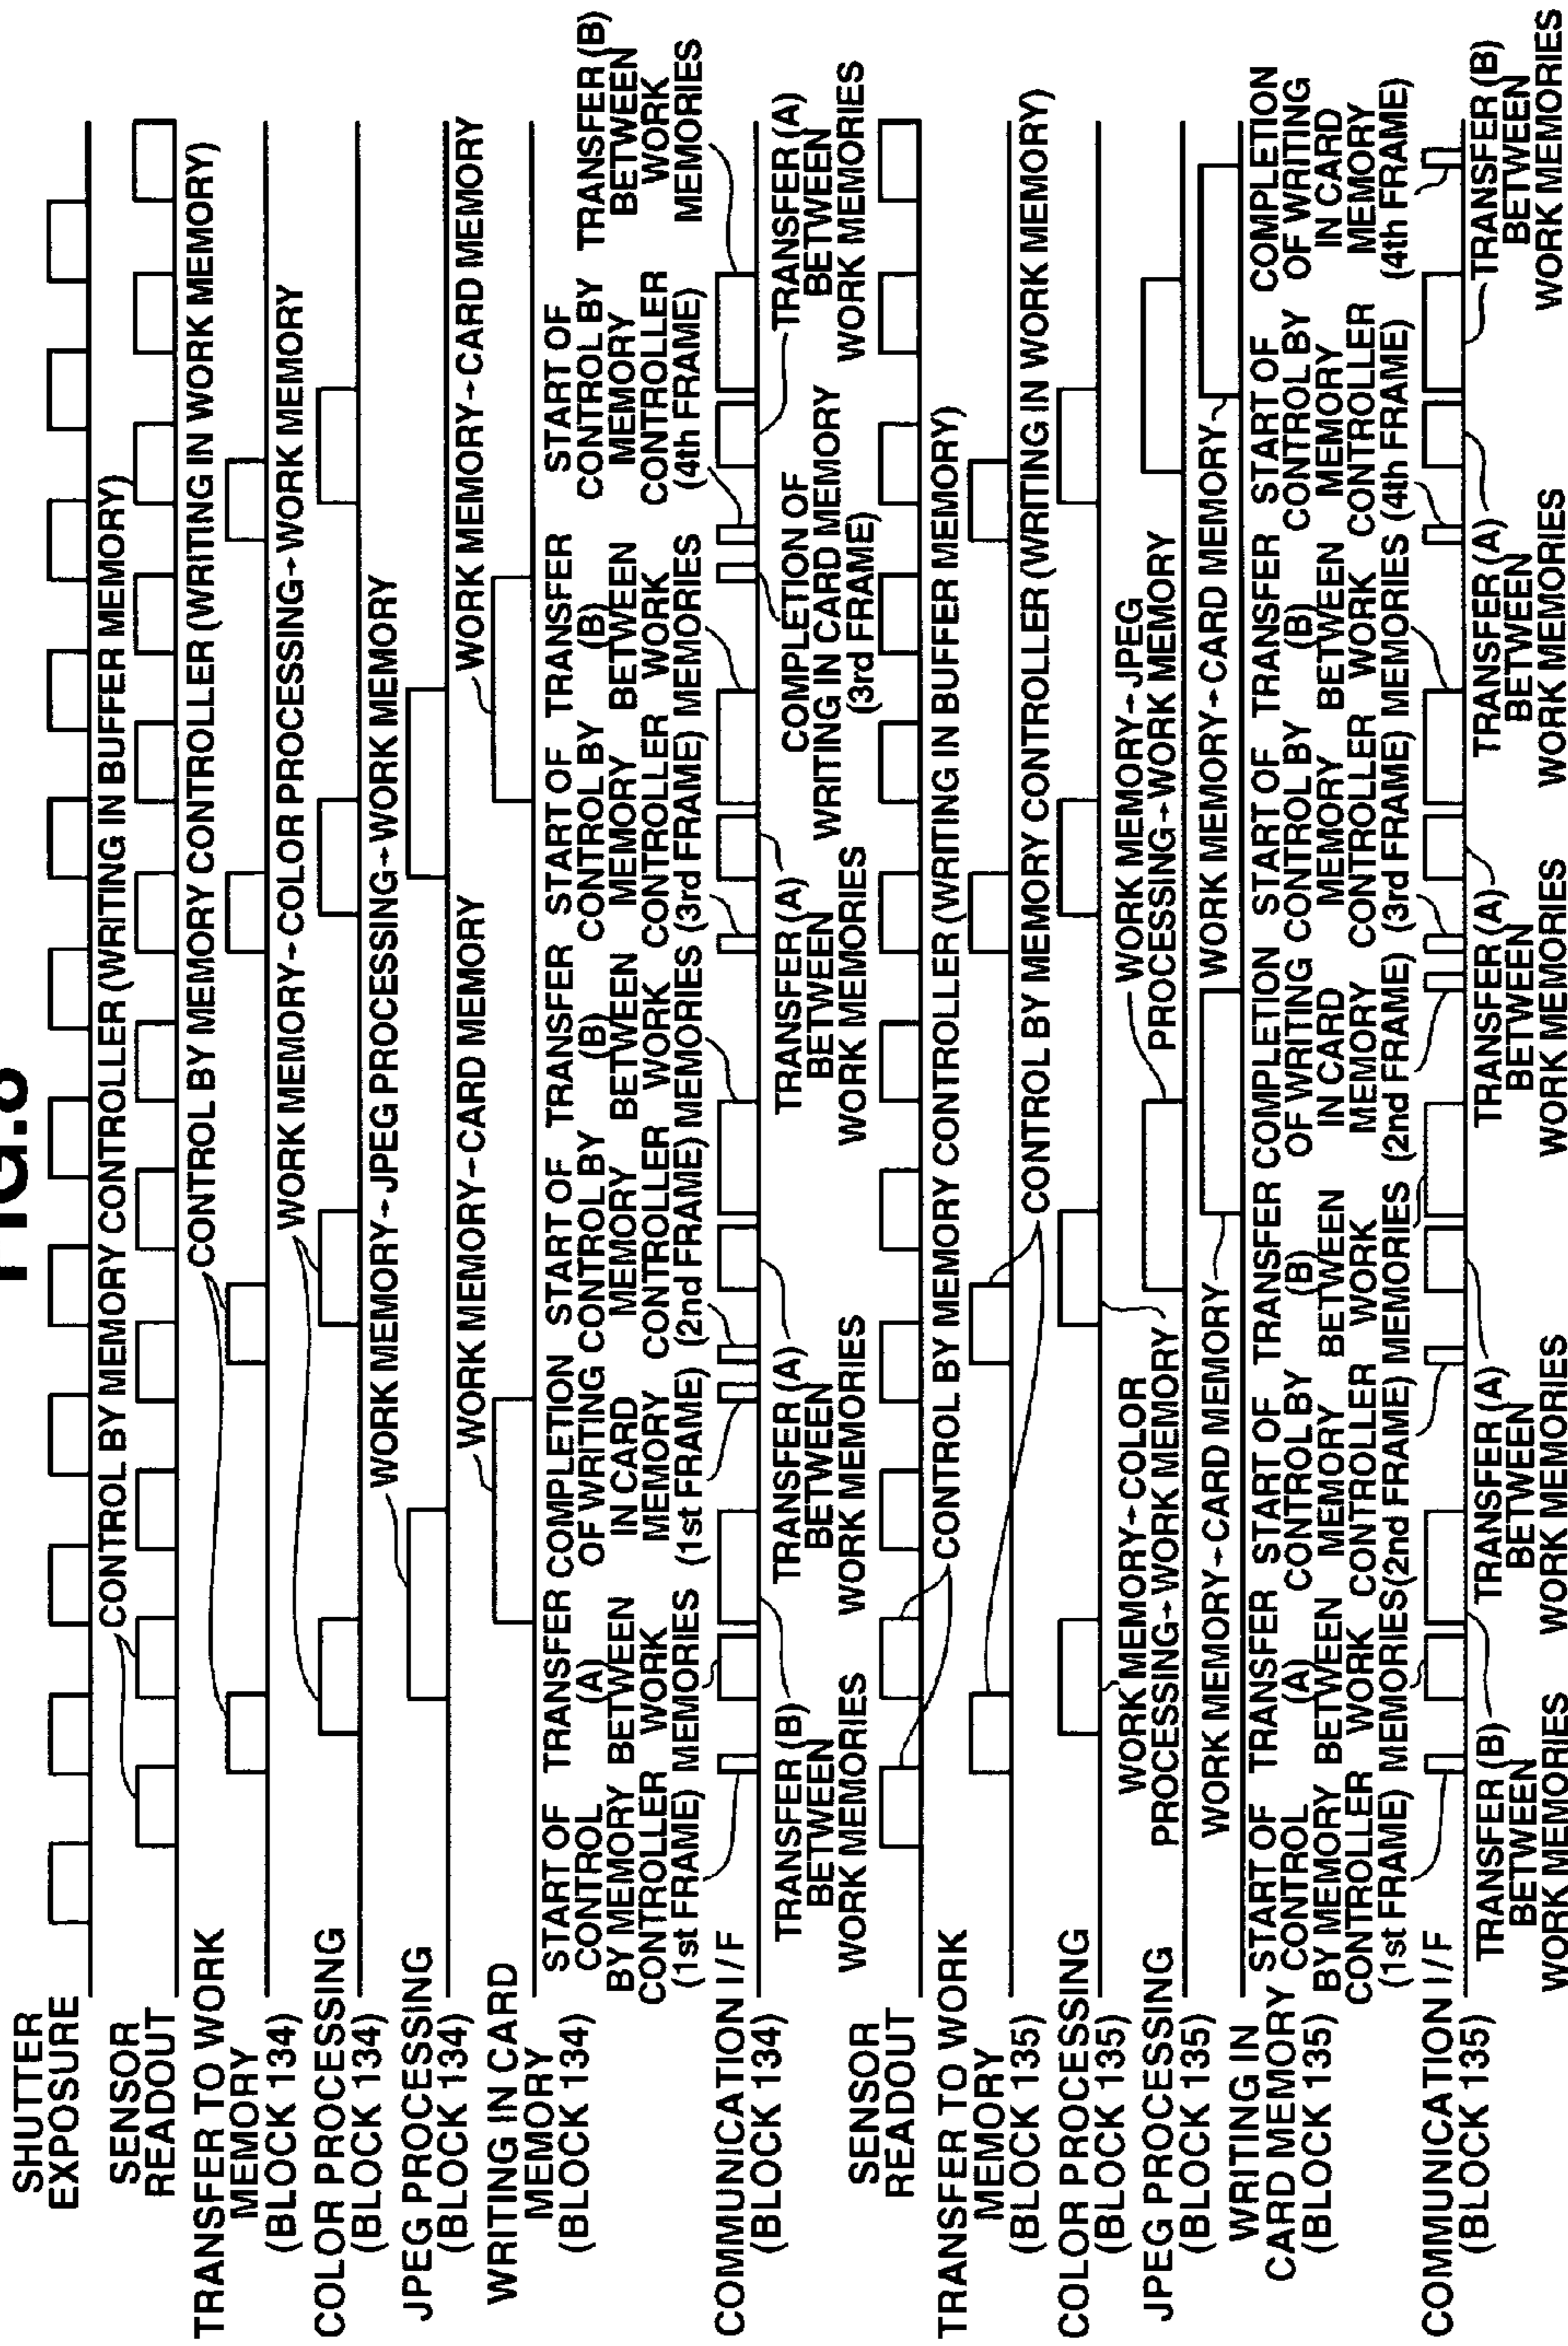 FIG.8
SHUTTER
EXPOSURE
CONTROL BY MEMORY CONTROLLER (WRITING IN BUFFER MEMORY)
SENSOR
READOUT
CONTROL BY MEMORY CONTROLLER (WRITING IN WORK MEMORY)
TRANSFER TO WORK
MEMORY
(BLOCK 134)
WORK MEMORY→COLOR PROCESSING→WORK MEMORY
COLOR PROCESSING
(BLOCK 134)
WORK MEMORY→JPEG PROCESSING→WORK MEMORY
JPEG PROCESSING
(BLOCK 134)
WORK MEMORY→CARD MEMORY
WORK MEMORY→CARD MEMORY
WRITING IN CARD
MEMORY
(BLOCK 134)
START OF
CONTROL
BY MEMORY
CONTROLLER
(1st FRAME)
TRANSFER
(A)
BETWEEN
WORK
MEMORIES
COMPLETION
OF WRITING
IN CARD
MEMORY
(1st FRAME)
START OF
CONTROL BY
MEMORY
CONTROLLER
(2nd FRAME)
TRANSFER
(B)
BETWEEN
WORK
MEMORIES
START OF
CONTROL BY
MEMORY
CONTROLLER
(3rd FRAME)
TRANSFER
(B)
BETWEEN
WORK
MEMORIES
START OF
CONTROL BY
MEMORY
CONTROLLER
(4th FRAME)
TRANSFER (B)
BETWEEN
WORK
MEMORIES
COMMUNICATION I/F
(BLOCK 134)
TRANSFER (B)
BETWEEN
WORK MEMORIES
TRANSFER (A)
BETWEEN
WORK MEMORIES
TRANSFER (A)
BETWEEN
WORK MEMORIES
COMPLETION OF
WRITING IN CARD MEMORY
(3rd FRAME)
TRANSFER (A)
BETWEEN
WORK MEMORIES
SENSOR
READOUT
CONTROL BY MEMORY CONTROLLER (WRITING IN BUFFER MEMORY)
TRANSFER TO WORK
MEMORY
(BLOCK 135)
CONTROL BY MEMORY CONTROLLER (WRITING IN WORK MEMORY)
COLOR PROCESSING
(BLOCK 135)
WORK MEMORY→COLOR
PROCESSING→WORK MEMORY
WORK MEMORY→JPEG
PROCESSING→WORK MEMORY
JPEG PROCESSING
(BLOCK 135)
WORK MEMORY→CARD MEMORY
WORK MEMORY→CARD MEMORY
WRITING IN
CARD MEMORY
(BLOCK 135)
START OF
CONTROL
BY MEMORY
CONTROLLER
(1st FRAME)
TRANSFER
(A)
BETWEEN
WORK
MEMORIES
START OF
CONTROL BY
MEMORY
CONTROLLER
(2nd FRAME)
TRANSFER
(B)
BETWEEN
WORK
MEMORIES
COMPLETION
OF WRITING
IN CARD
MEMORY
(2nd FRAME)
START OF
CONTROL BY
MEMORY
CONTROLLER
(3rd FRAME)
TRANSFER
(B)
BETWEEN
WORK
MEMORIES
START OF
CONTROL BY
MEMORY
CONTROLLER
(4th FRAME)
COMPLETION
OF WRITING
IN CARD
MEMORY
(4th FRAME)
COMMUNICATION I/F
(BLOCK 135)
TRANSFER (B)
BETWEEN
WORK MEMORIES
TRANSFER (A)
BETWEEN
WORK MEMORIES
TRANSFER (A)
BETWEEN
WORK MEMORIES
TRANSFER (A)
BETWEEN
WORK MEMORIES
TRANSFER (B)
BETWEEN
WORK MEMORIES